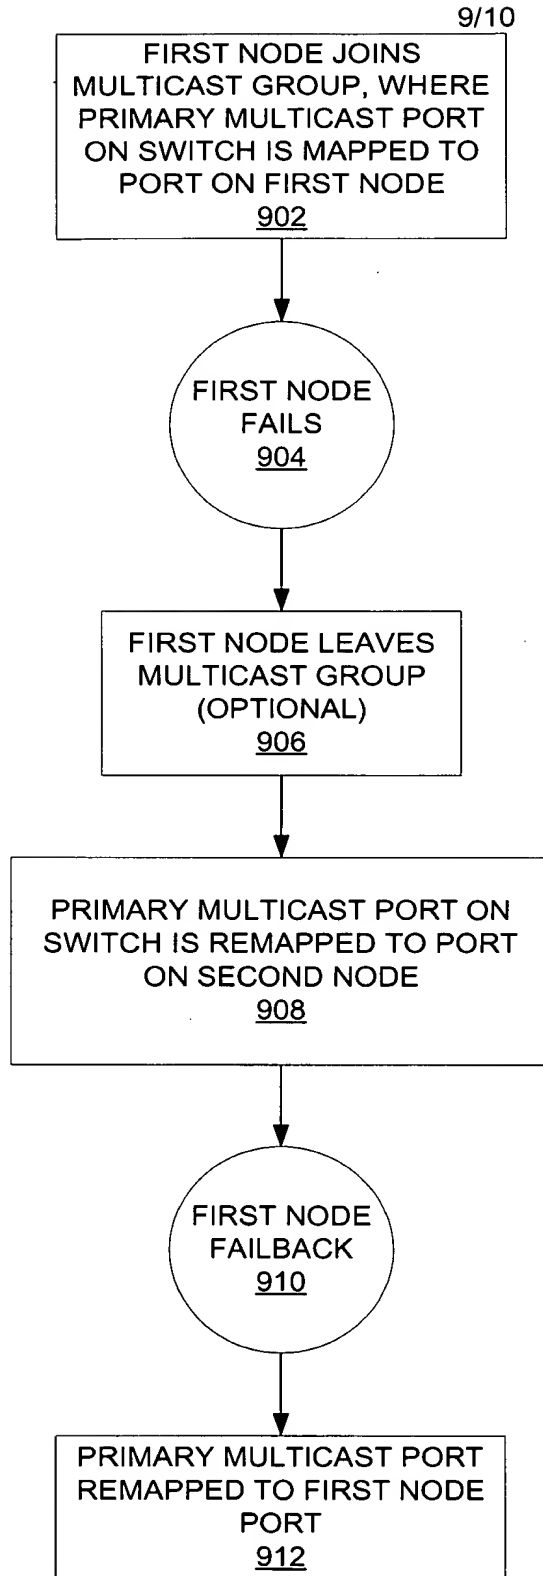 9/10
FIRST NODE JOINS
MULTICAST GROUP, WHERE
PRIMARY MULTICAST PORT
ON SWITCH IS MAPPED TO
PORT ON FIRST NODE
902
FIRST NODE
FAILS
904
FIRST NODE LEAVES
MULTICAST GROUP
(OPTIONAL)
906
PRIMARY MULTICAST PORT ON
SWITCH IS REMAPPED TO PORT
ON SECOND NODE
908
FIRST NODE
FAILBACK
910
PRIMARY MULTICAST PORT
REMAPPED TO FIRST NODE
PORT
912